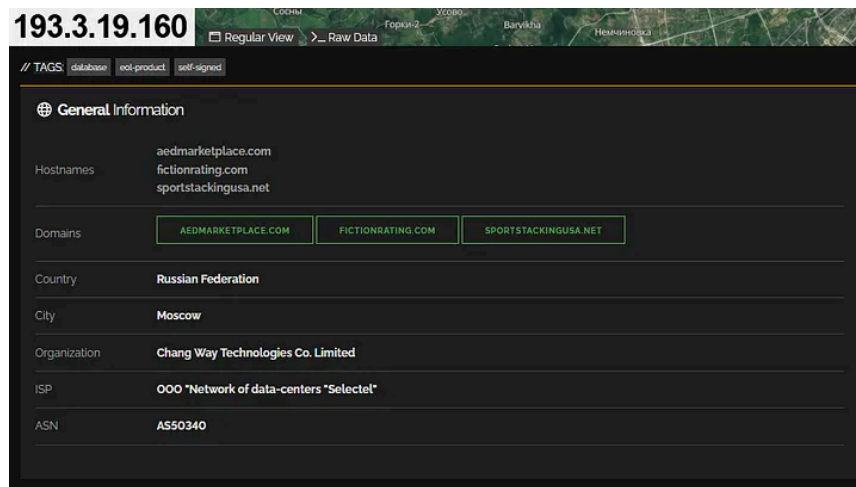 Сосны
Усово
193.3.19.160
Горки-2
Barvikha
Немчиновка
Regular View
>_ Raw Data
// TAGS: database eol-product self-signed
General Information
Hostnames
aedmarketplace.com
fictionrating.com
sportstackingusa.net
Domains
AEDMARKETPLACE.COM
FICTIONRATING.COM
SPORTSTACKINGUSA.NET
Country
Russian Federation
City
Moscow
Organization
Chang Way Technologies Co. Limited
ISP
OOO "Network of data-centers "Selectel"
ASN
AS50340